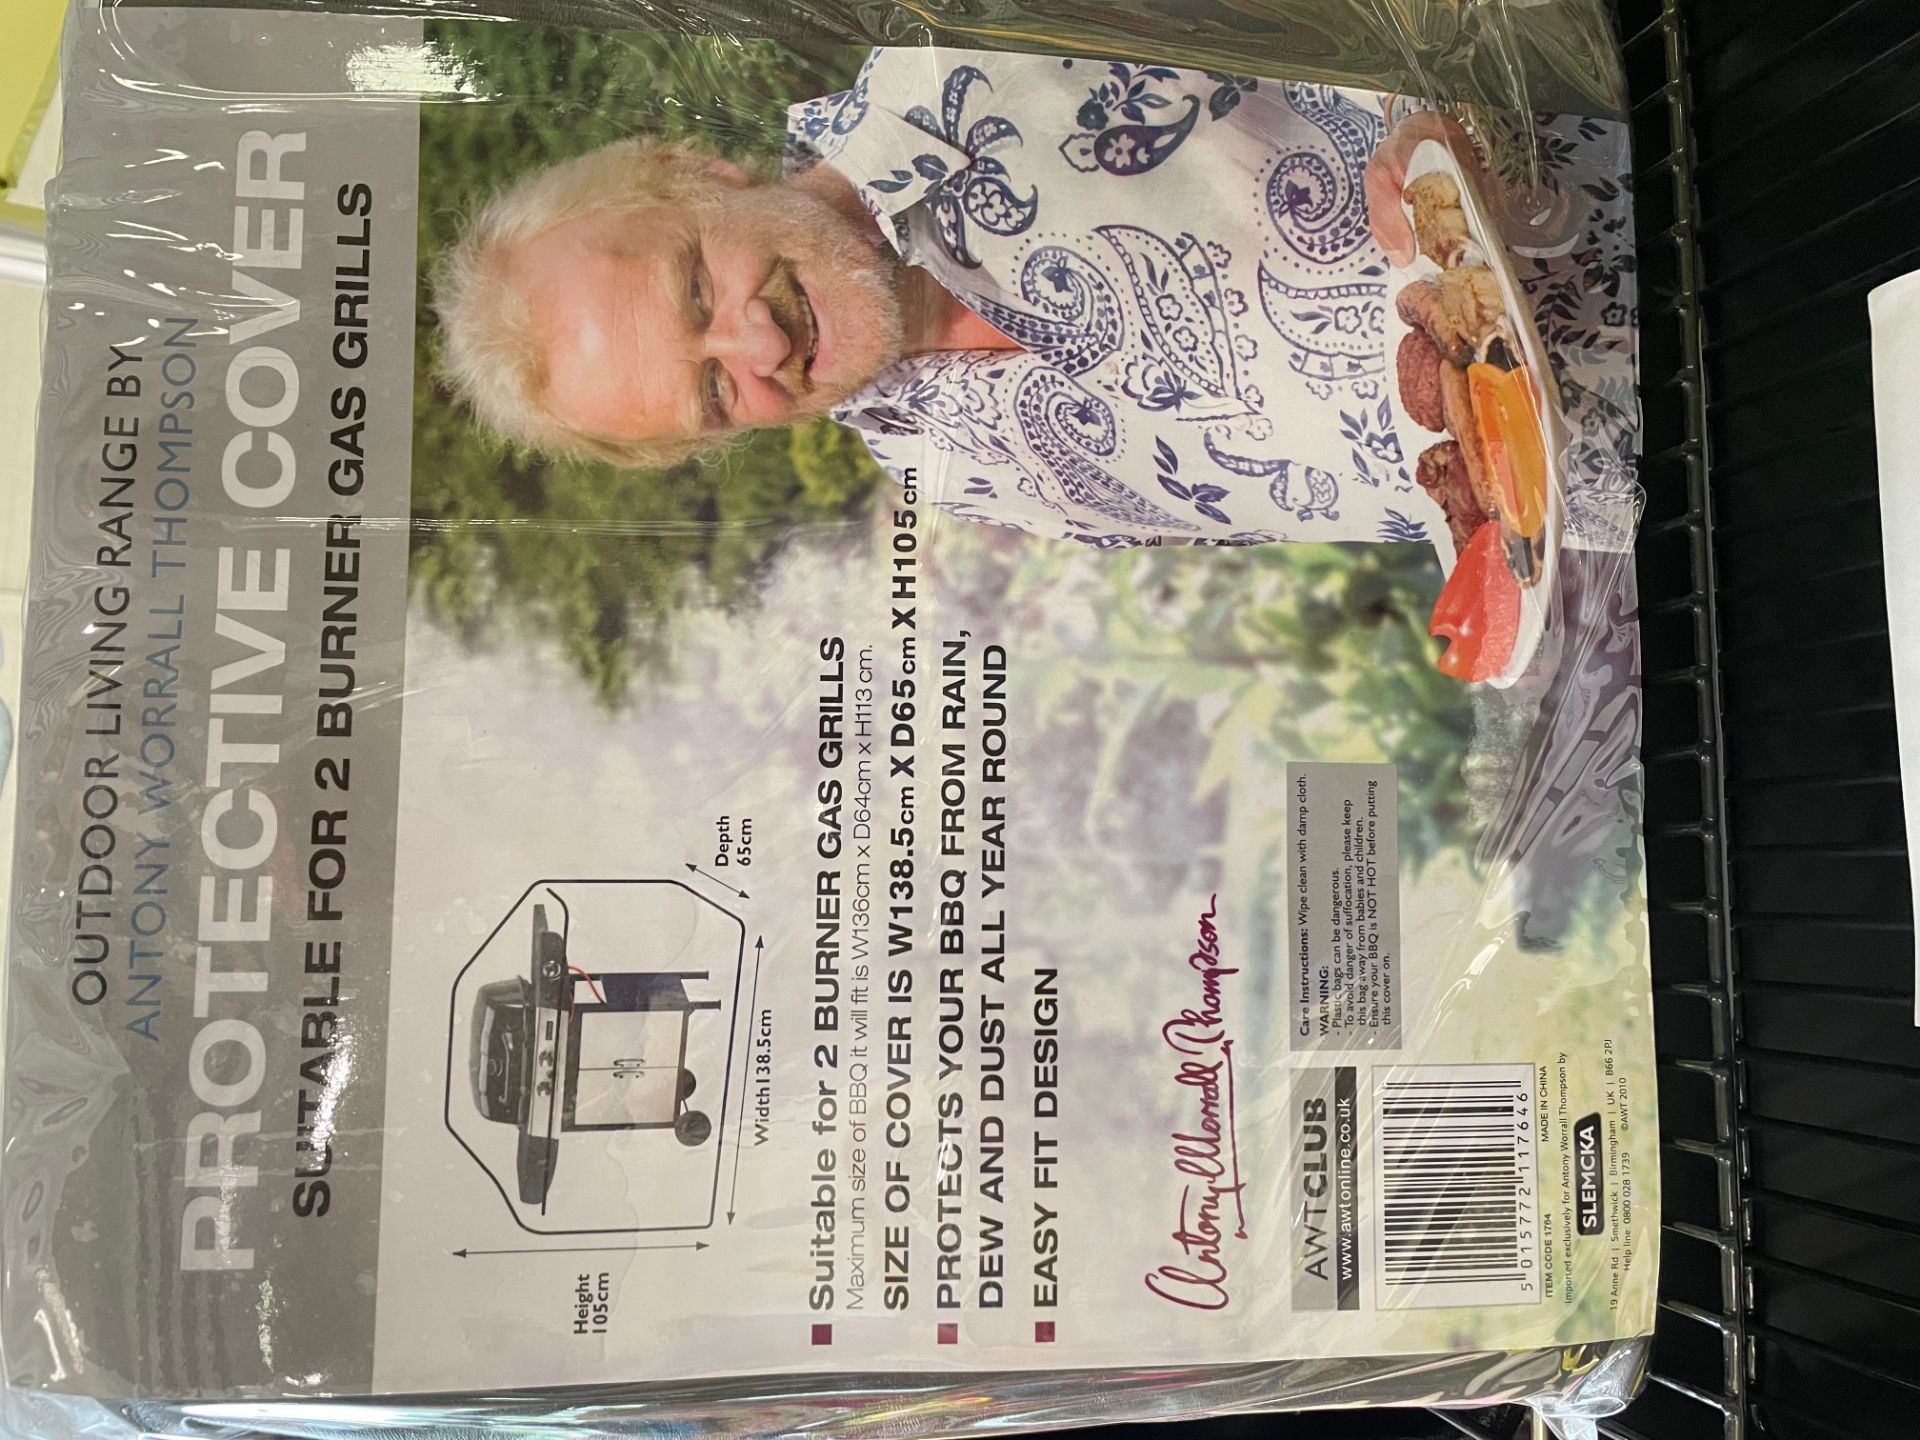 OUTDOOR LIVING RANGE BY
ANTONY WORRALL THOMPSON
PROTECTIVE COVER
SUITABLE FOR 2 BURNER GAS GRILLS
Height
105cm
Width138.5cm
Depth
65cm
Suitable for 2 BURNER GAS GRILLS
Maximum size of BBQ it will fit is W136cm x D64cm x H113 cm.
SIZE OF COVER IS W138.5cm X D65cm X H105cm
PROTECTS YOUR BBQ FROM RAIN,
DEW AND DUST ALL YEAR ROUND
EASY FIT DESIGN
Antony Worrall Thompson
AWTCLUB
www.awtonline.co.uk
Care Instructions: Wipe clean with damp cloth.
WARNING:
- Plastic bags can be dangerous.
- To avoid danger of suffocation, please keep
this bag away from babies and children.
- Ensure your BBQ is NOT HOT before putting
this cover on.
5 015772 117646
ITEM CODE 1764 MADE IN CHINA
Imported exclusively for Antony Worrall Thompson by
SLEMCKA
19 Anne Rd | Smethwick | Birmingham | UK | B66 2PJ
Help line: 0800 028 1739 ©AWT 2010